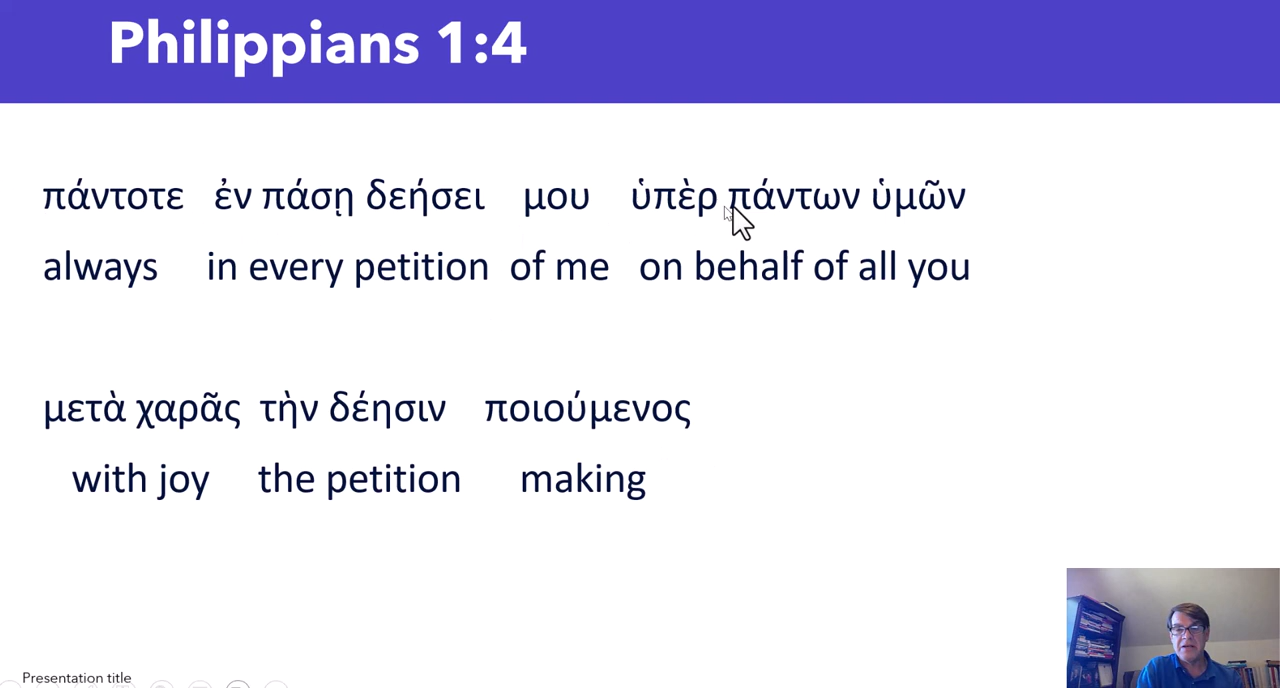 Philippians 1:4
πάντοτε ἐν πάσῃ δεήσει μου ὑπὲρ πάντων ὑμῶν
always in every petition of me on behalf of all you
μετὰ χαρᾶς τὴν δέησιν ποιούμενος
with joy the petition making
Presentation title